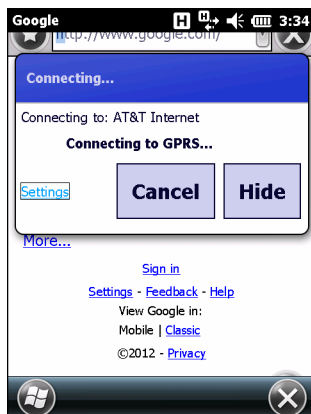 Google H H 3:34
http://www.google.com/
Connecting...
Connecting to: AT&T Internet
Connecting to GPRS...
Settings Cancel Hide
More...
Sign in
Settings - Feedback - Help
View Google in:
Mobile | Classic
©2012 - Privacy